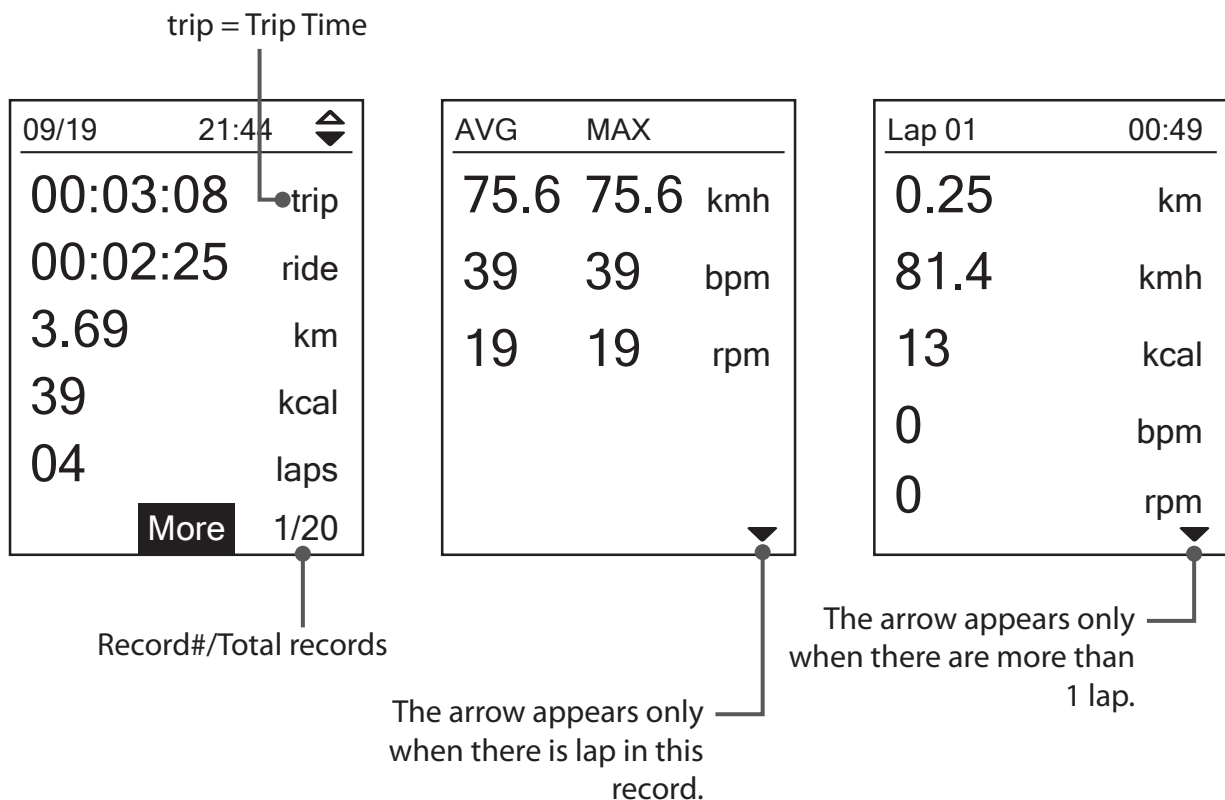 trip = Trip Time
09/19 21:44
00:03:08 trip
00:02:25 ride
3.69 km
39 kcal
04 laps
More 1/20
Record#/Total records
AVG MAX
75.6 75.6 kmh
39 39 bpm
19 19 rpm
The arrow appears only
when there is lap in this
record.
Lap 01 00:49
0.25 km
81.4 kmh
13 kcal
0 bpm
0 rpm
The arrow appears only
when there are more than
1 lap.